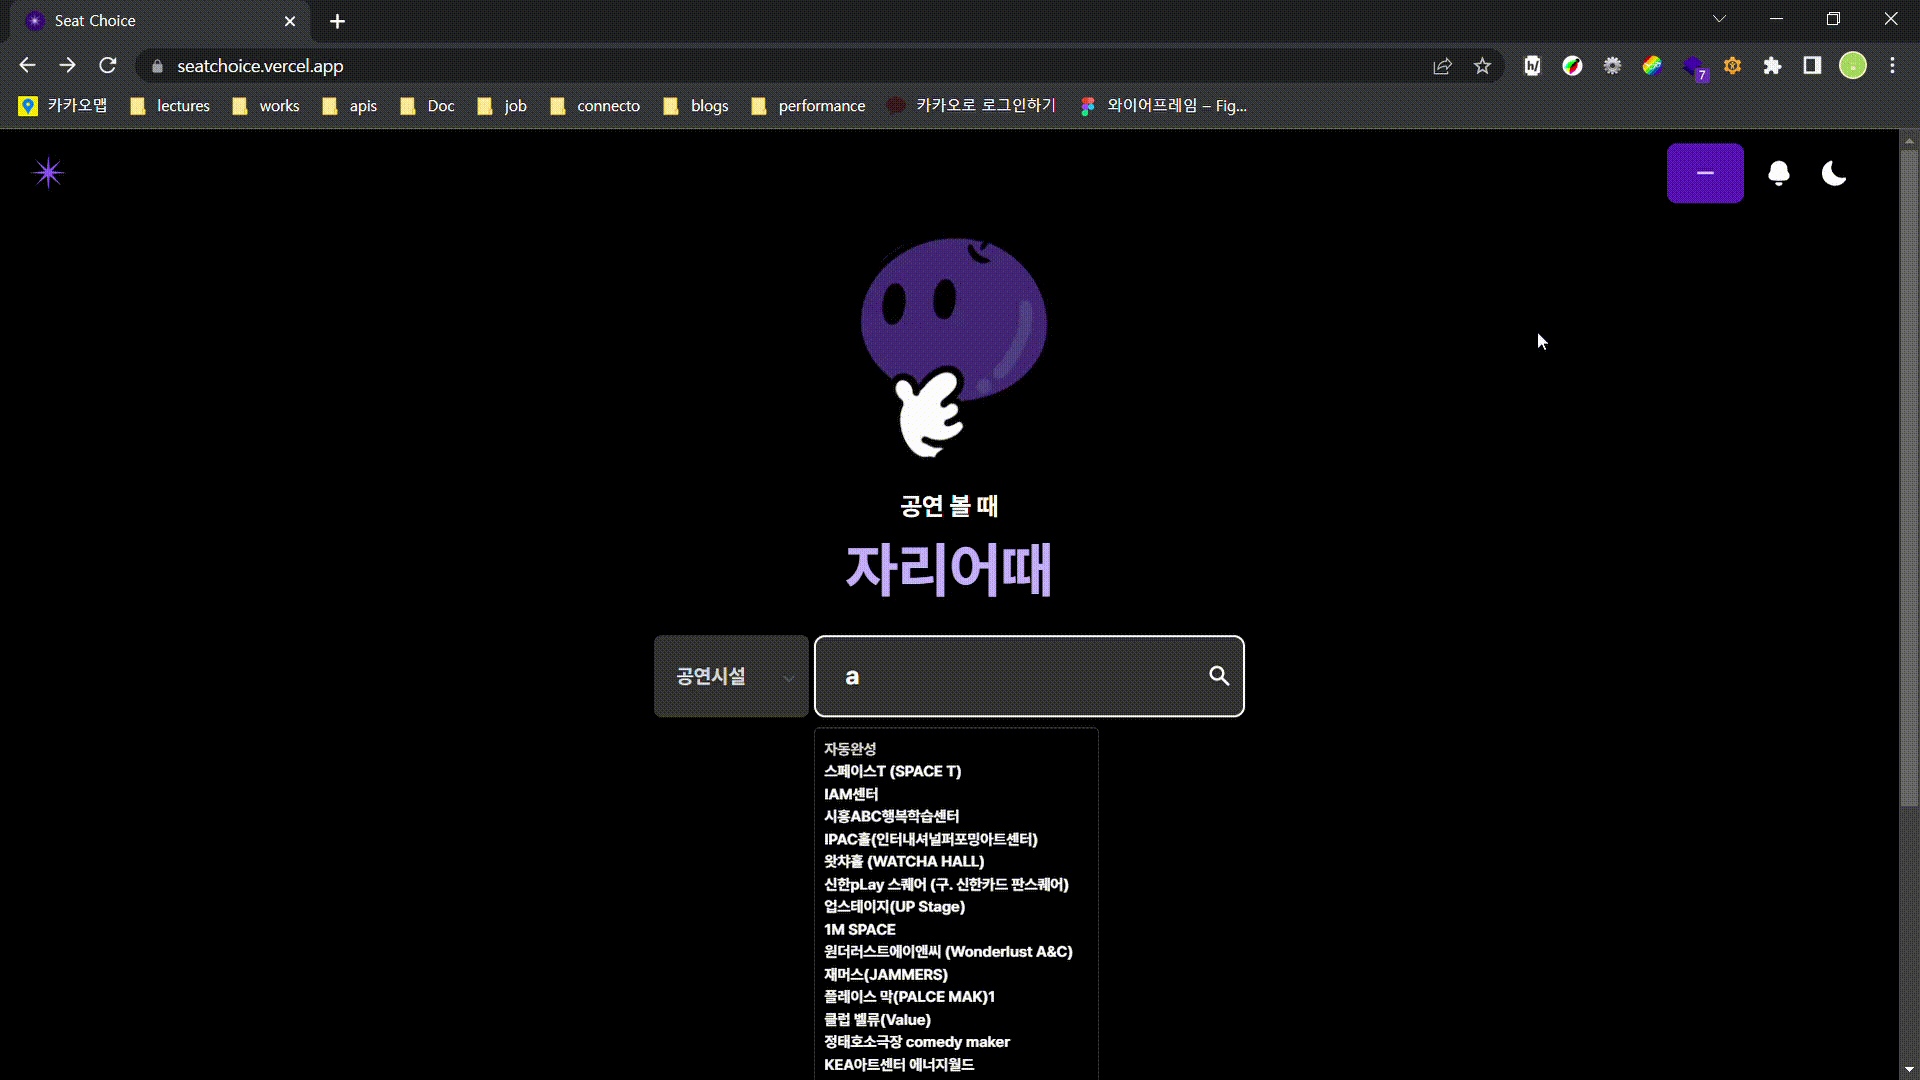 Seat Choice
seatchoice.vercel.app
7
카카오맵 lectures works apis Doc job connecto blogs performance 카카오로 로그인하기 와이어프레임 – Fig...
공연 볼 때
자리어때
공연시설 a
자동완성
스페이스T (SPACE T)
IAM센터
시흥ABC행복학습센터
IPAC홀(인터내셔널퍼포밍아트센터)
왓챠홀 (WATCHA HALL)
신한pLay 스퀘어 (구. 신한카드 판스퀘어)
업스테이지(UP Stage)
1M SPACE
원더러스트에이앤씨 (Wonderlust A&C)
재머스(JAMMERS)
플레이스 막(PALCE MAK)1
클럽 벨류(Value)
정태호소극장 comedy maker
KEA아트센터 에너지월드